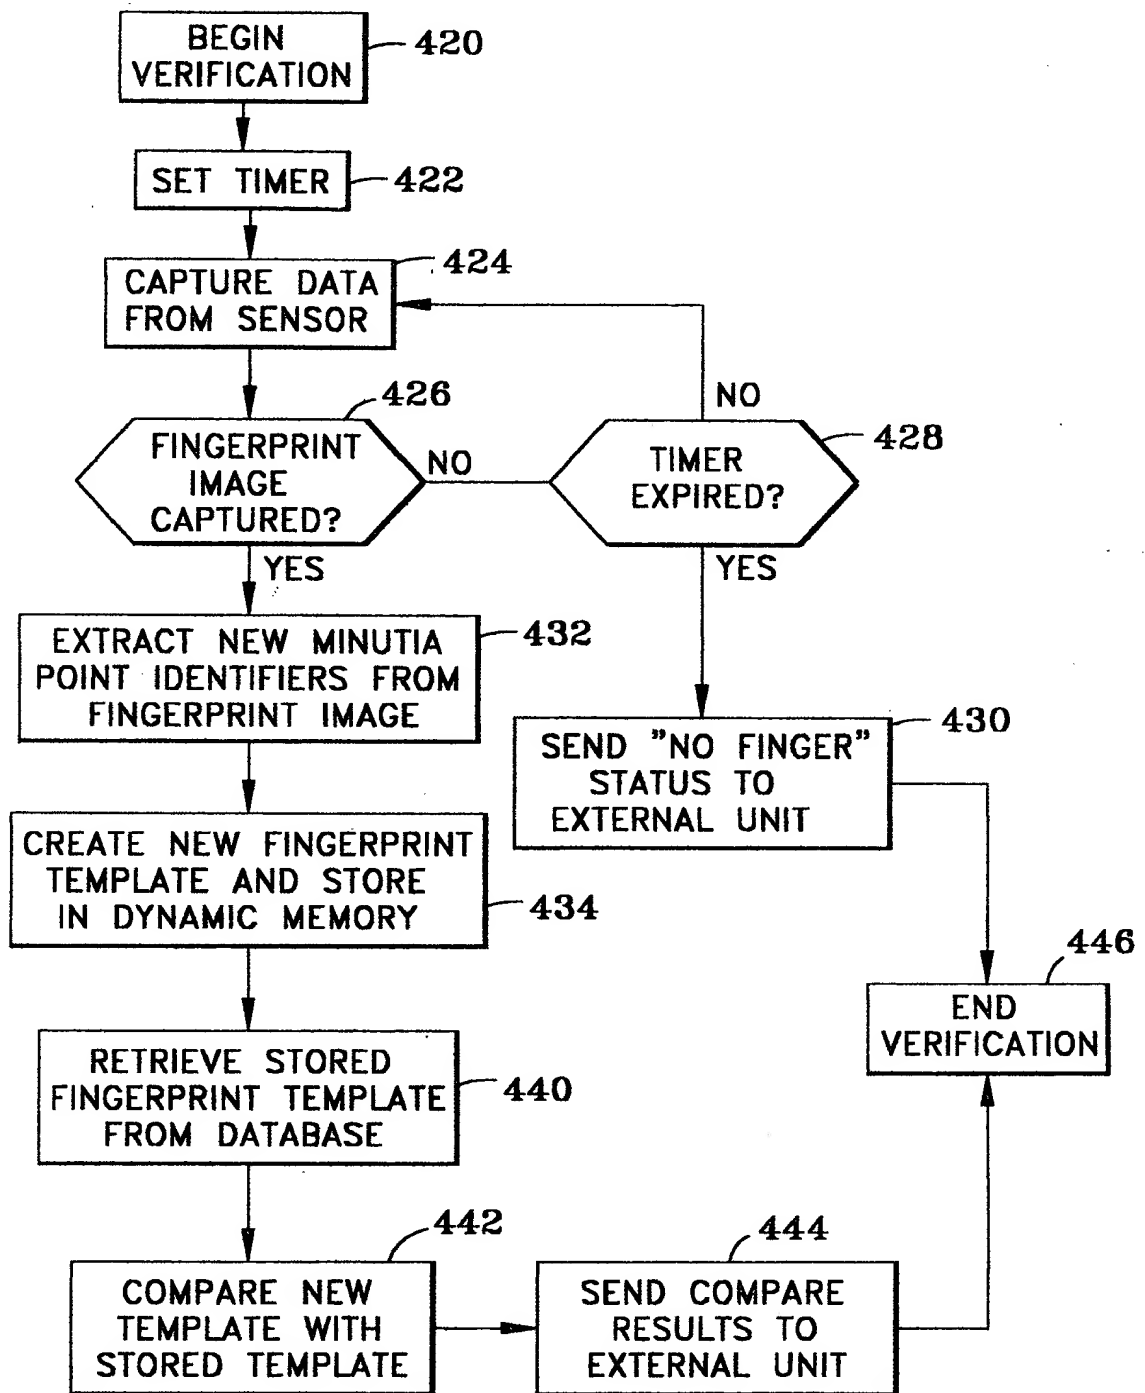 BEGIN
VERIFICATION
420
SET TIMER
422
CAPTURE DATA
FROM SENSOR
424
FINGERPRINT
IMAGE
CAPTURED?
426
NO
YES
TIMER
EXPIRED?
428
NO
YES
EXTRACT NEW MINUTIA
POINT IDENTIFIERS FROM
FINGERPRINT IMAGE
432
SEND "NO FINGER"
STATUS TO
EXTERNAL UNIT
430
CREATE NEW FINGERPRINT
TEMPLATE AND STORE
IN DYNAMIC MEMORY
434
END
VERIFICATION
446
RETRIEVE STORED
FINGERPRINT TEMPLATE
FROM DATABASE
440
COMPARE NEW
TEMPLATE WITH
STORED TEMPLATE
442
SEND COMPARE
RESULTS TO
EXTERNAL UNIT
444